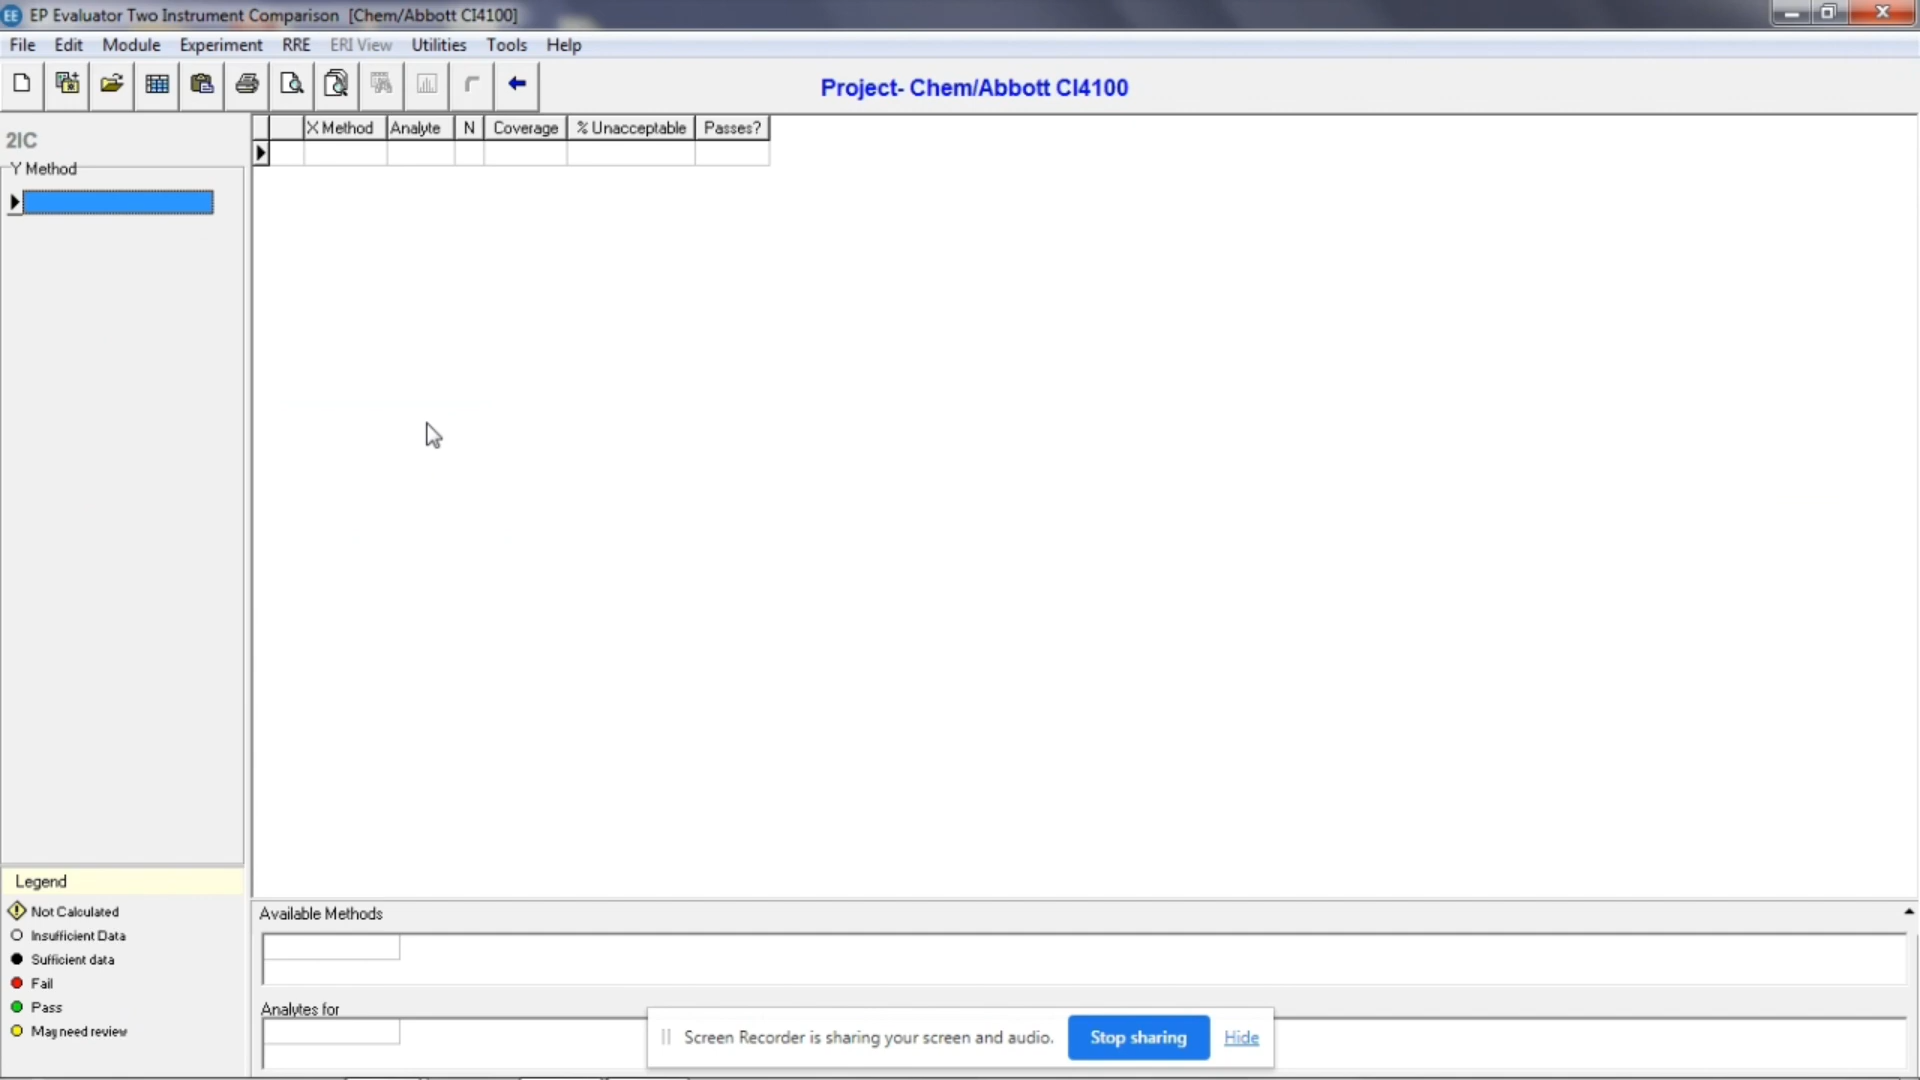 EE EP Evaluator Two Instrument Comparison [Chem/Abbott CI4100]
File Edit Module Experiment RRE ERI View Utilities Tools Help
Project- Chem/Abbott CI4100
2IC
Y Method
X Method Analyte N Coverage % Unacceptable Passes?
Legend
Not Calculated
Insufficient Data
Sufficient data
Fail
Pass
May need review
Available Methods
Analytes for
Screen Recorder is sharing your screen and audio. Stop sharing Hide